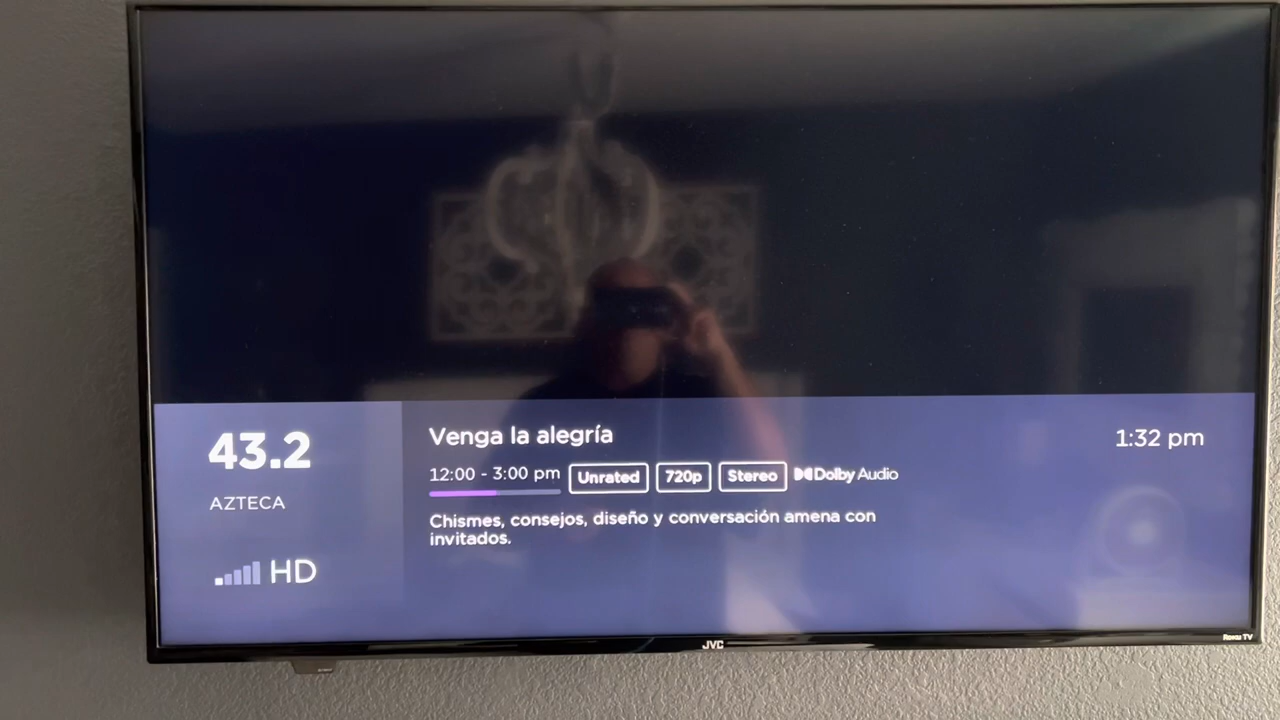 43.2
AZTECA
HD
Venga la alegría
1:32 pm
12:00 - 3:00 pm Unrated 720p Stereo Dolby Audio
Chismes, consejos, diseño y conversación amena con
invitados.
JVC
Roku TV